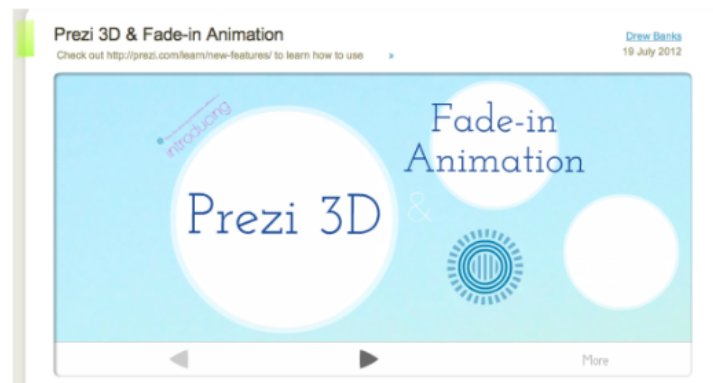 Prezi 3D & Fade-in Animation
Drew Banks
Check out http://prezi.com/learn/new-features/ to learn how to use »
19 July 2012
introducing
Fade-in
Animation
Prezi 3D
&
More